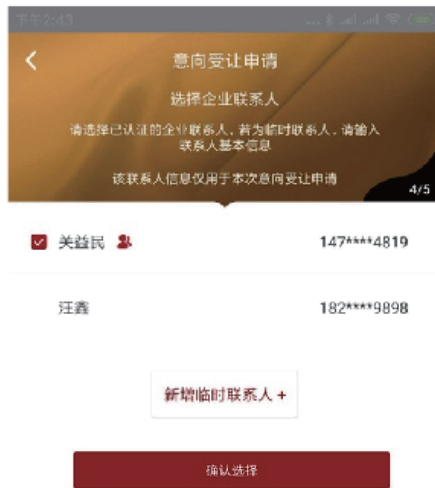 下午2:43
意向受让申请
选择企业联系人
请选择已认证的企业联系人，若为临时联系人，请输入
联系人基本信息
该联系人信息仅用于本次意向受让申请
4/5
关益民 147****4819
汪鑫 182****9898
新增临时联系人 +
确认选择